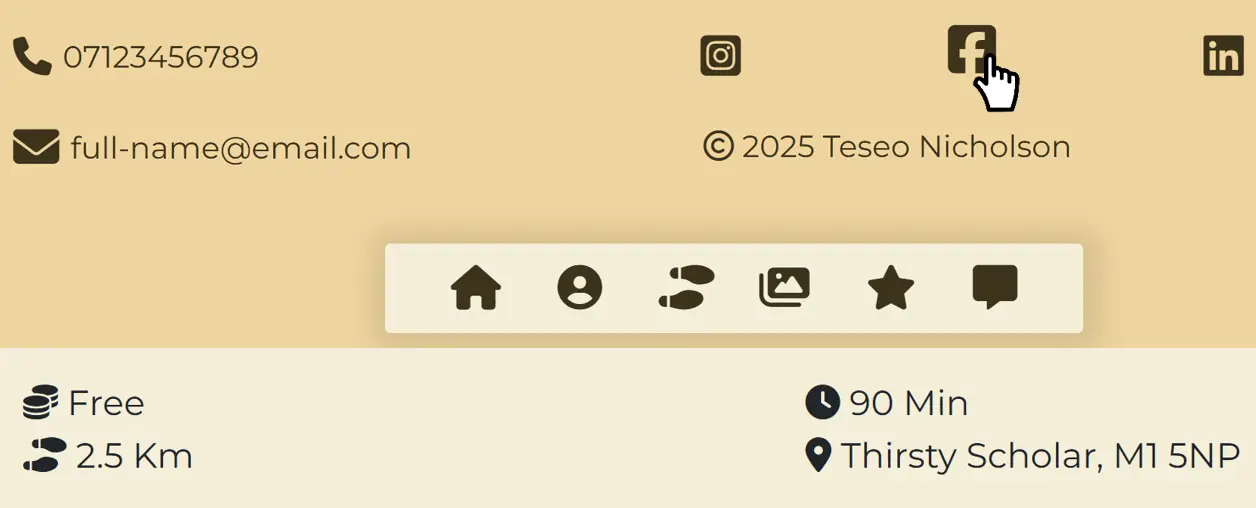 07123456789
full-name@email.com
© 2025 Teseo Nicholson
Free
90 Min
2.5 Km
Thirsty Scholar, M1 5NP